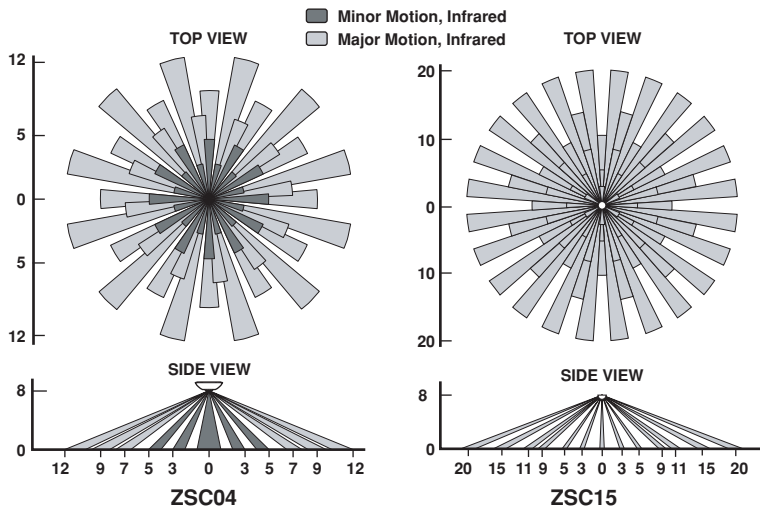 Minor Motion, Infrared
Major Motion, Infrared
TOP VIEW
12
5
0
5
12
SIDE VIEW
8
0
12 9 7 5 3 0 3 5 7 9 12
ZSC04
TOP VIEW
20
10
0
10
20
SIDE VIEW
8
0
20 15 11 9 5 3 0 3 5 9 11 15 20
ZSC15